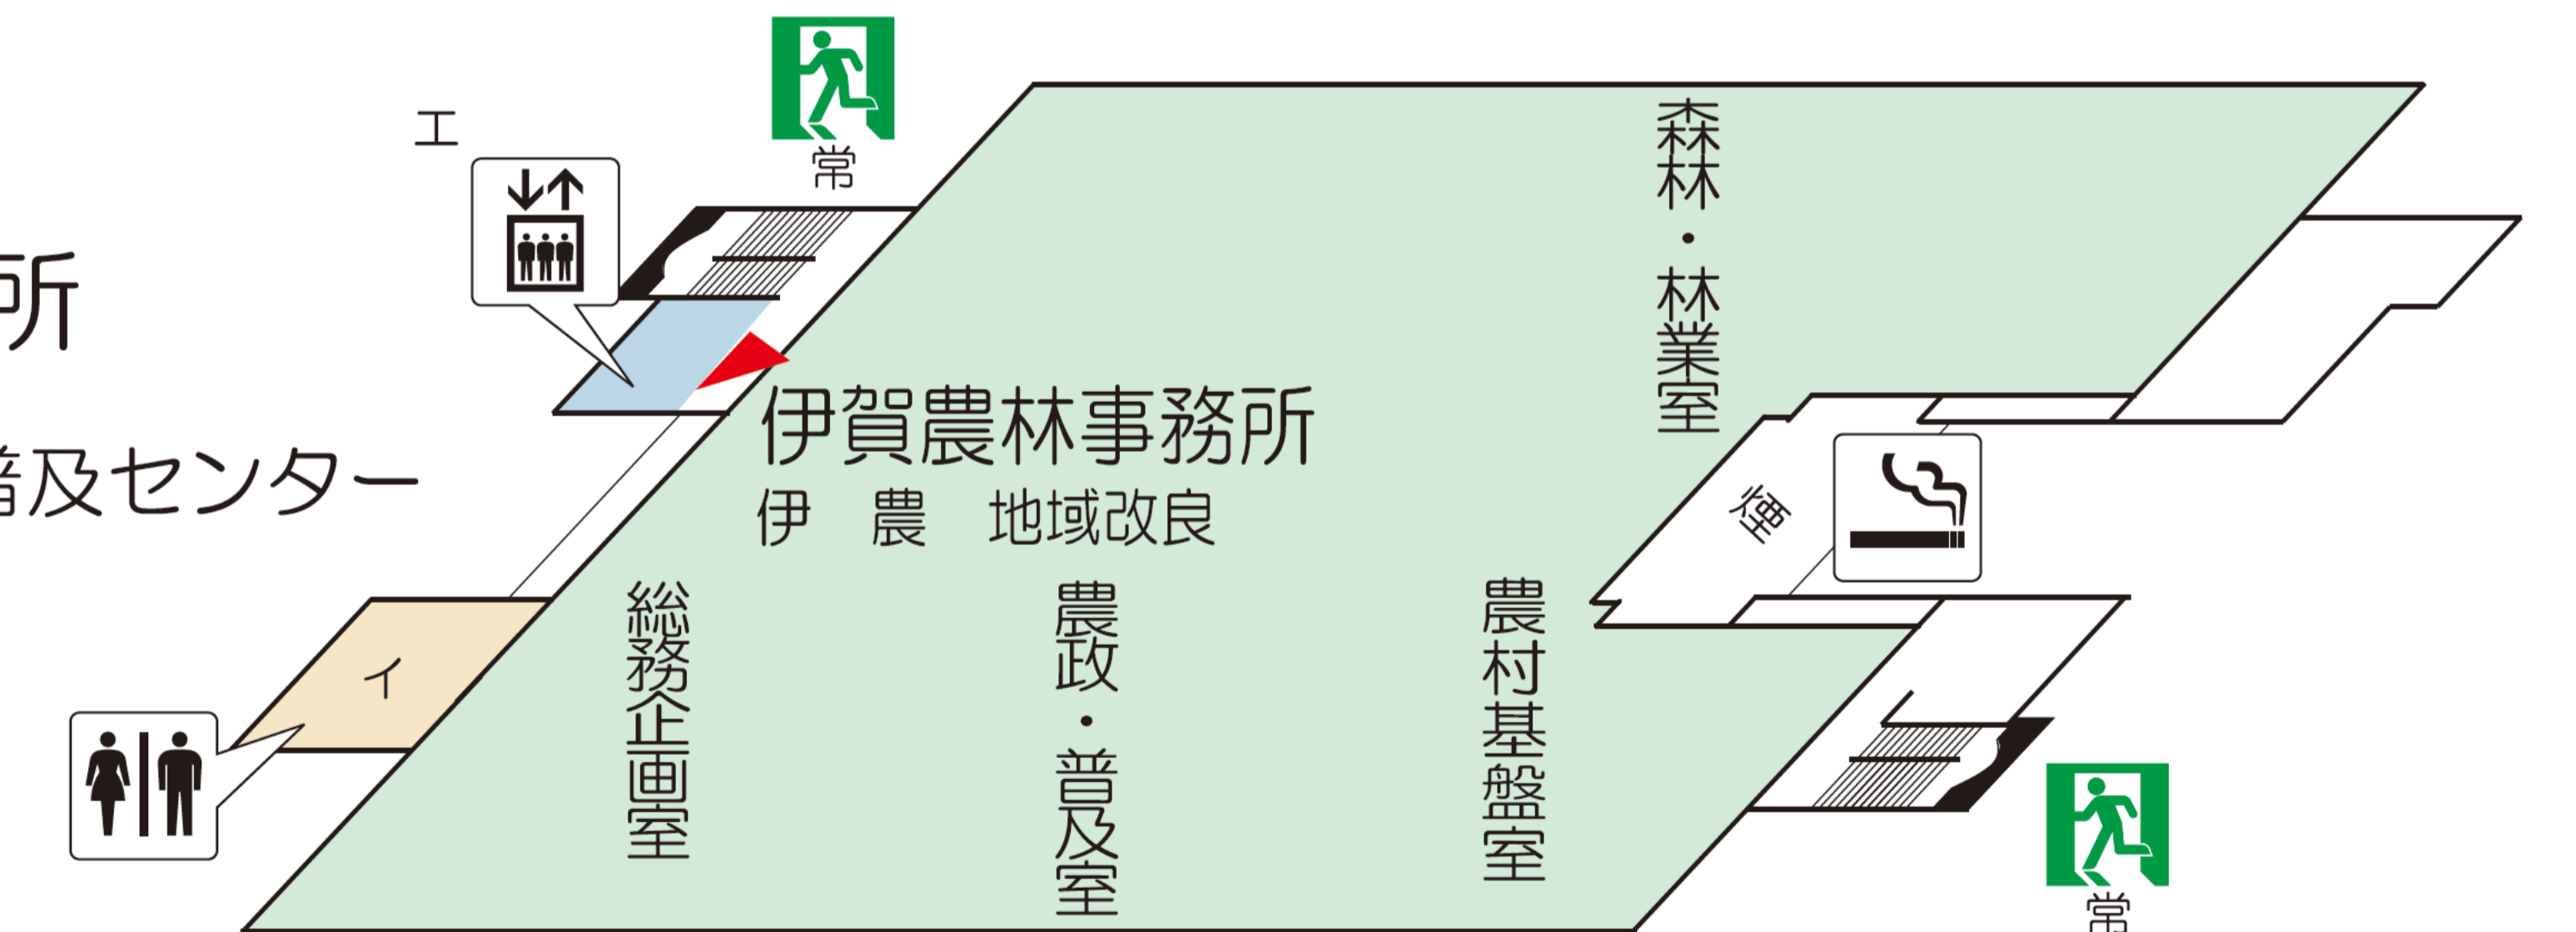 エ
常
所
普及センター
伊賀農林事務所
伊 農 地域改良
森林・林業室
煙
総務企画室
農政・普及室
農村基盤室
イ
常